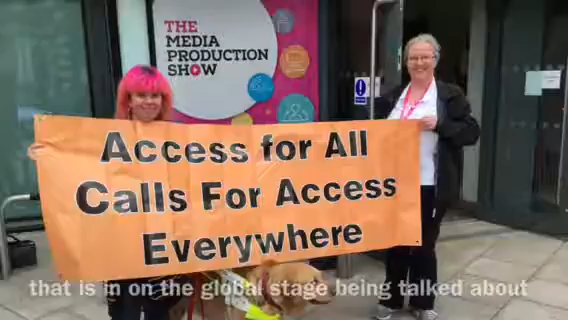 THE
MEDIA
PRODUCTION
SHOW
Access for All
Calls For Access
Everywhere
that is in on the global stage being talked about